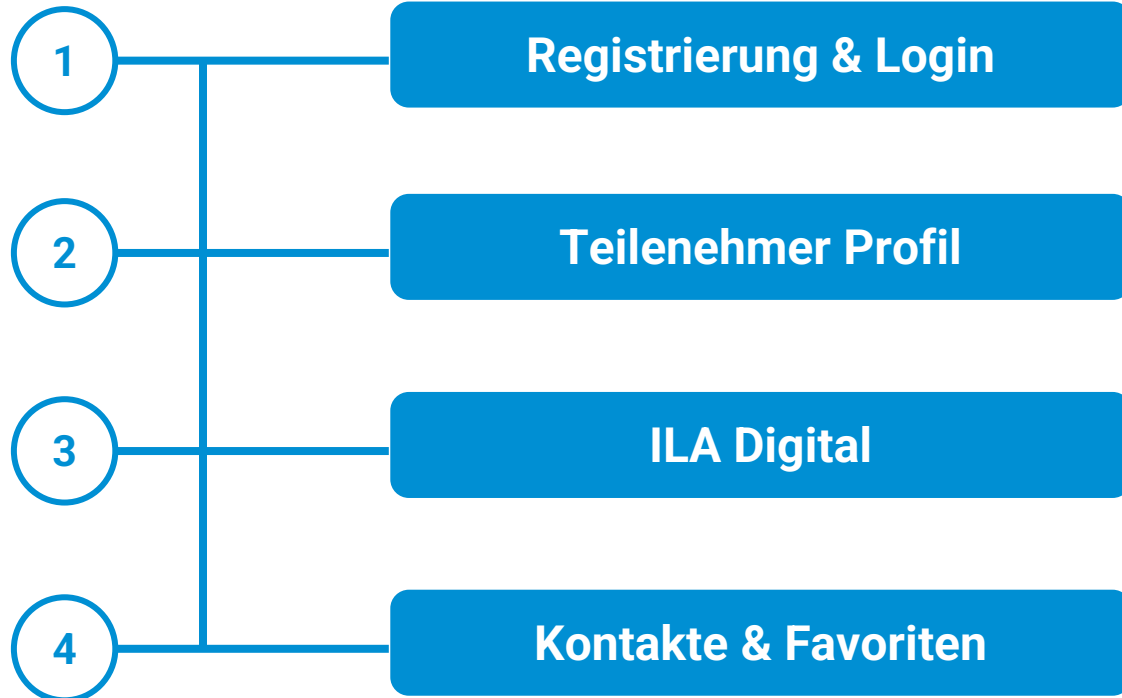 1
Registrierung & Login
2
Teilenehmer Profil
3
ILA Digital
4
Kontakte & Favoriten